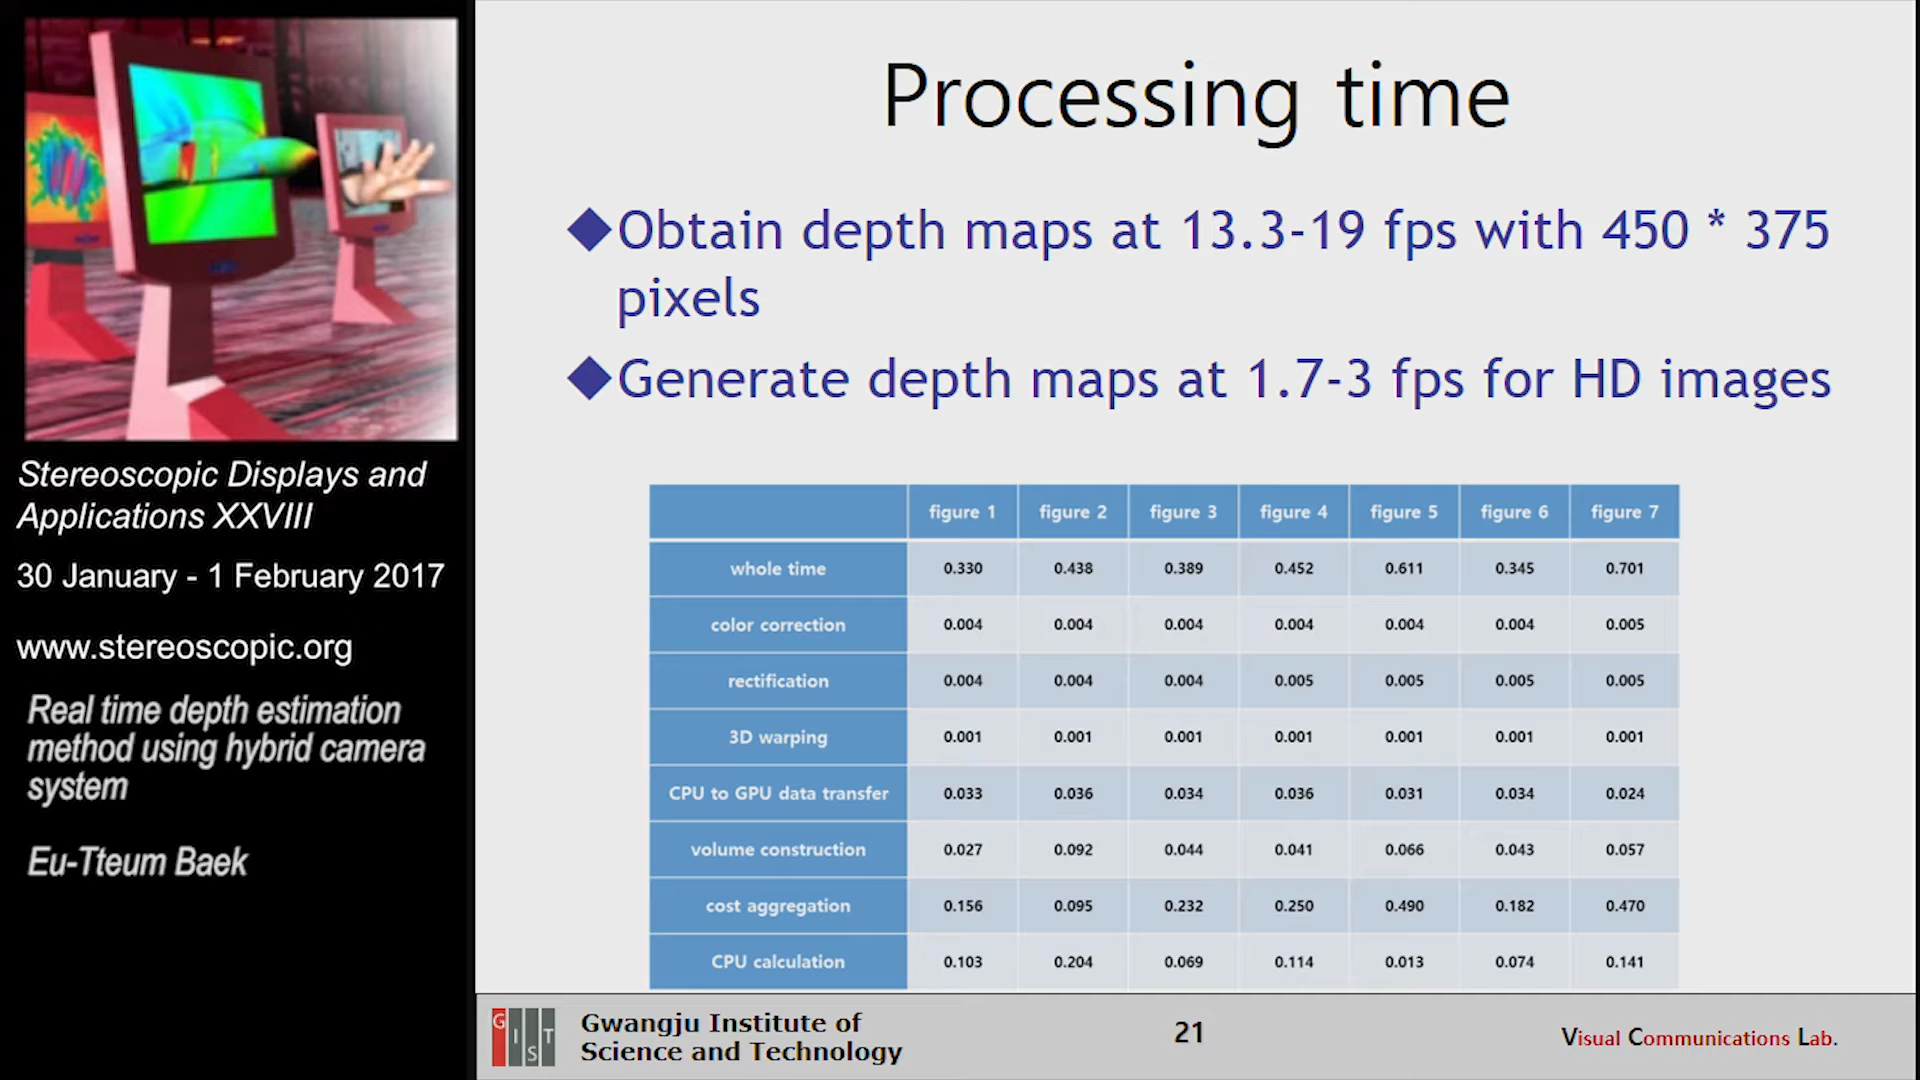 Stereoscopic Displays and
Applications XXVIII
30 January - 1 February 2017
www.stereoscopic.org
Real time depth estimation
method using hybrid camera
system
Eu-Tteum Baek
Processing time
Obtain depth maps at 13.3-19 fps with 450 * 375
pixels
Generate depth maps at 1.7-3 fps for HD images
figure 1 figure 2 figure 3 figure 4 figure 5 figure 6 figure 7
whole time 0.330 0.438 0.389 0.452 0.611 0.345 0.701
color correction 0.004 0.004 0.004 0.004 0.004 0.004 0.005
rectification 0.004 0.004 0.004 0.005 0.005 0.005 0.005
3D warping 0.001 0.001 0.001 0.001 0.001 0.001 0.001
CPU to GPU data transfer 0.033 0.036 0.034 0.036 0.031 0.034 0.024
volume construction 0.027 0.092 0.044 0.041 0.066 0.043 0.057
cost aggregation 0.156 0.095 0.232 0.250 0.490 0.182 0.470
CPU calculation 0.103 0.204 0.069 0.114 0.013 0.074 0.141
GIST
Gwangju Institute of
Science and Technology
21
Visual Communications Lab.